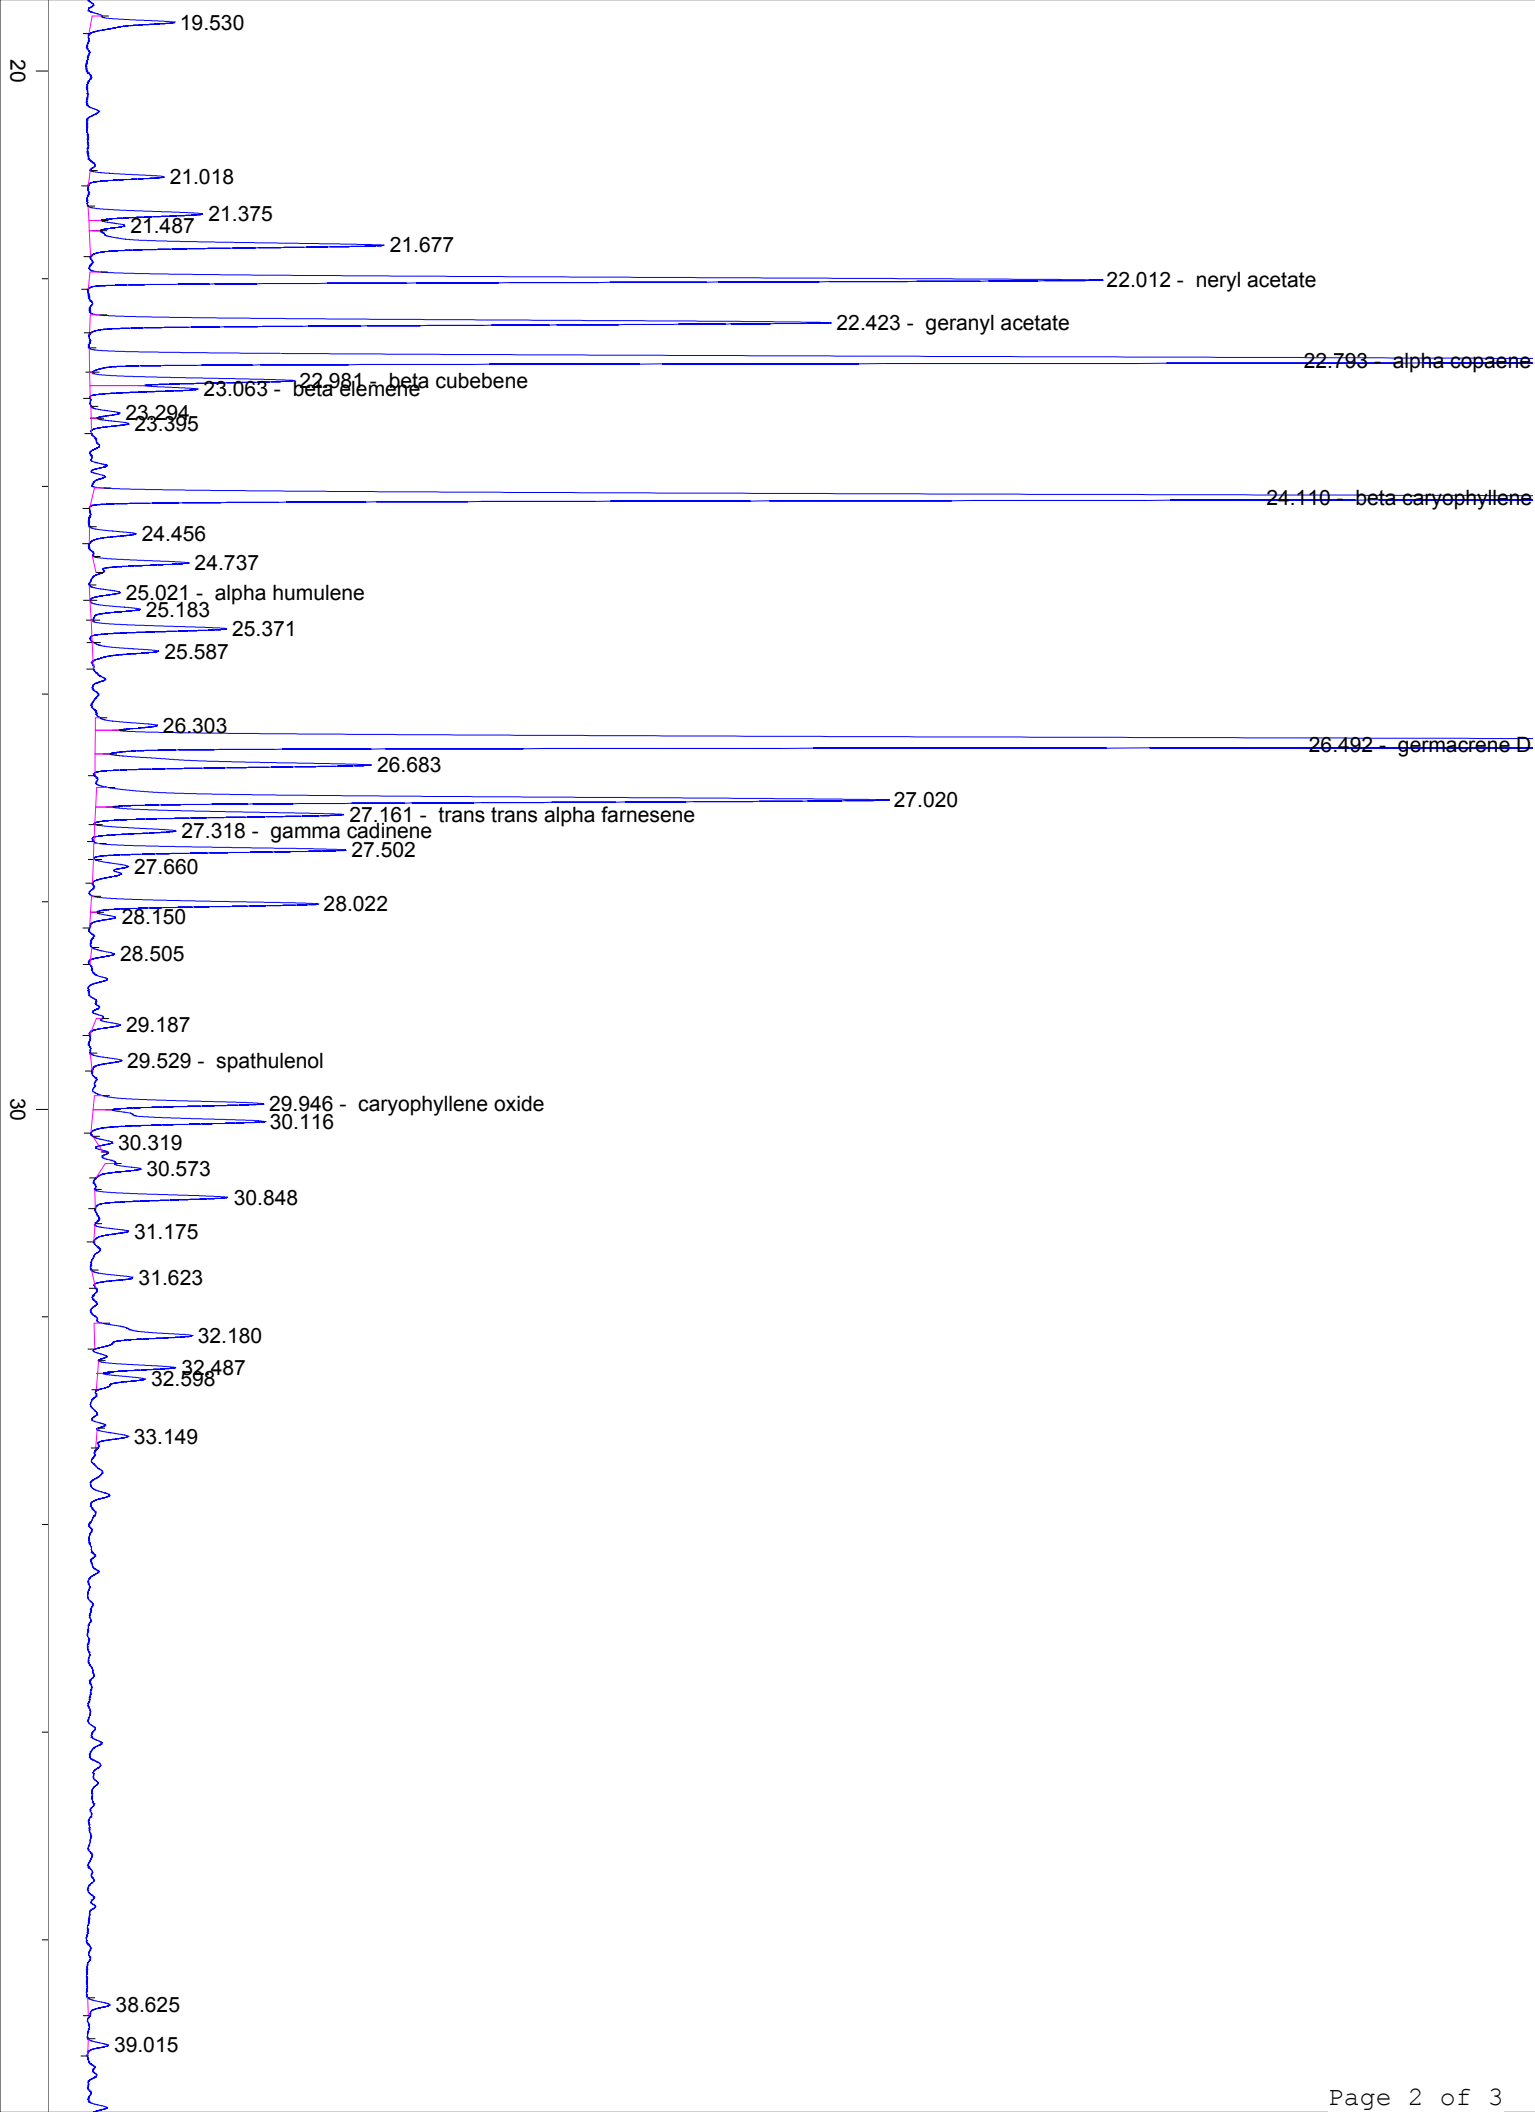 19.530
20
21.018
21.375
21.487
21.677
22.012 - neryl acetate
22.423 - geranyl acetate
22.793 - alpha copaene
22.981 - beta cubebene
23.063 - beta elemene
23.294
23.395
24.110 - beta caryophyllene
24.456
24.737
25.021 - alpha humulene
25.183
25.371
25.587
26.303
26.492 - germacrene D
26.683
27.020
27.161 - trans trans alpha farnesene
27.318 - gamma cadinene
27.502
27.660
28.022
28.150
28.505
29.187
29.529 - spathulenol
29.946 - caryophyllene oxide
30
30.116
30.319
30.573
30.848
31.175
31.623
32.180
32.487
32.598
33.149
38.625
39.015
Page 2 of 3